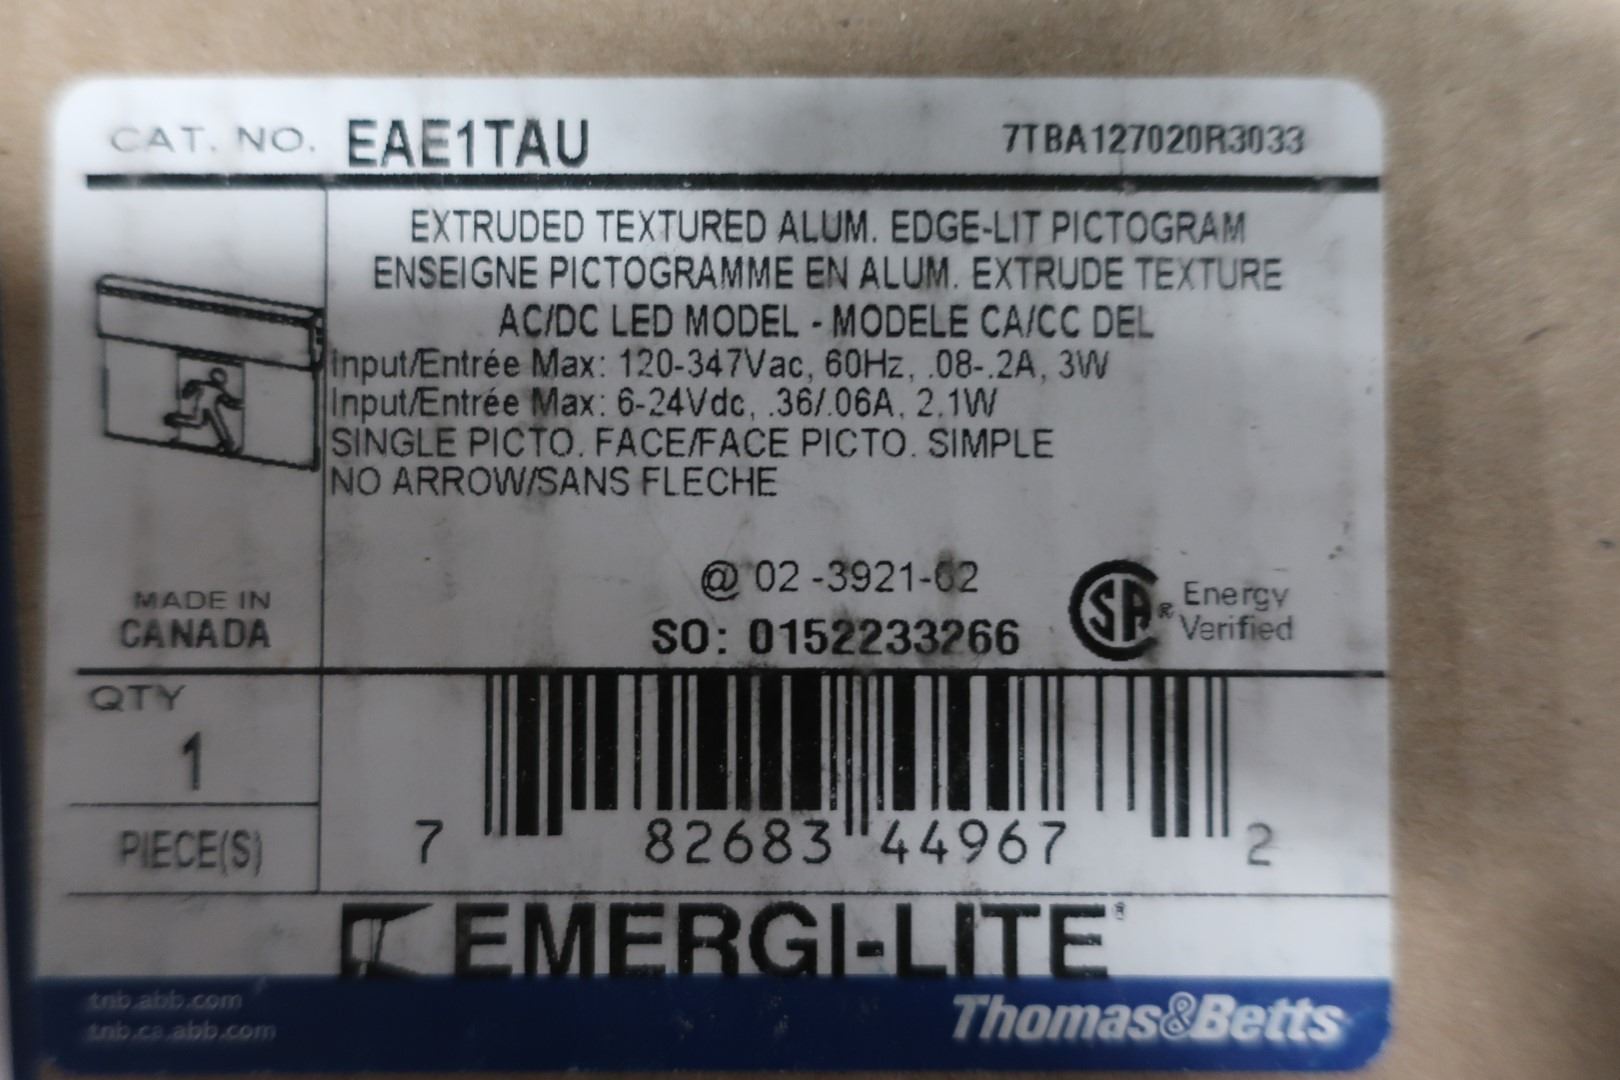 CAT. NO. EAE1TAU 7TBA127020R3033
EXTRUDED TEXTURED ALUM. EDGE-LIT PICTOGRAM
ENSEIGNE PICTOGRAMME EN ALUM. EXTRUDE TEXTURE
AC/DC LED MODEL - MODELE CA/CC DEL
Input/Entrée Max: 120-347Vac, 60Hz, .08-.2A, 3W
Input/Entrée Max: 6-24Vdc, .36/.06A, 2.1W
SINGLE PICTO. FACE/FACE PICTO. SIMPLE
NO ARROW/SANS FLECHE
MADE IN
CANADA
@ 02 -3921-02
SO: 0152233266
SA® Energy
Verified
QTY
1
PIECE(S)
7 82683 44967 2
EMERGI-LITE®
tnb.abb.com
tnb.ca.abb.com
Thomas&Betts